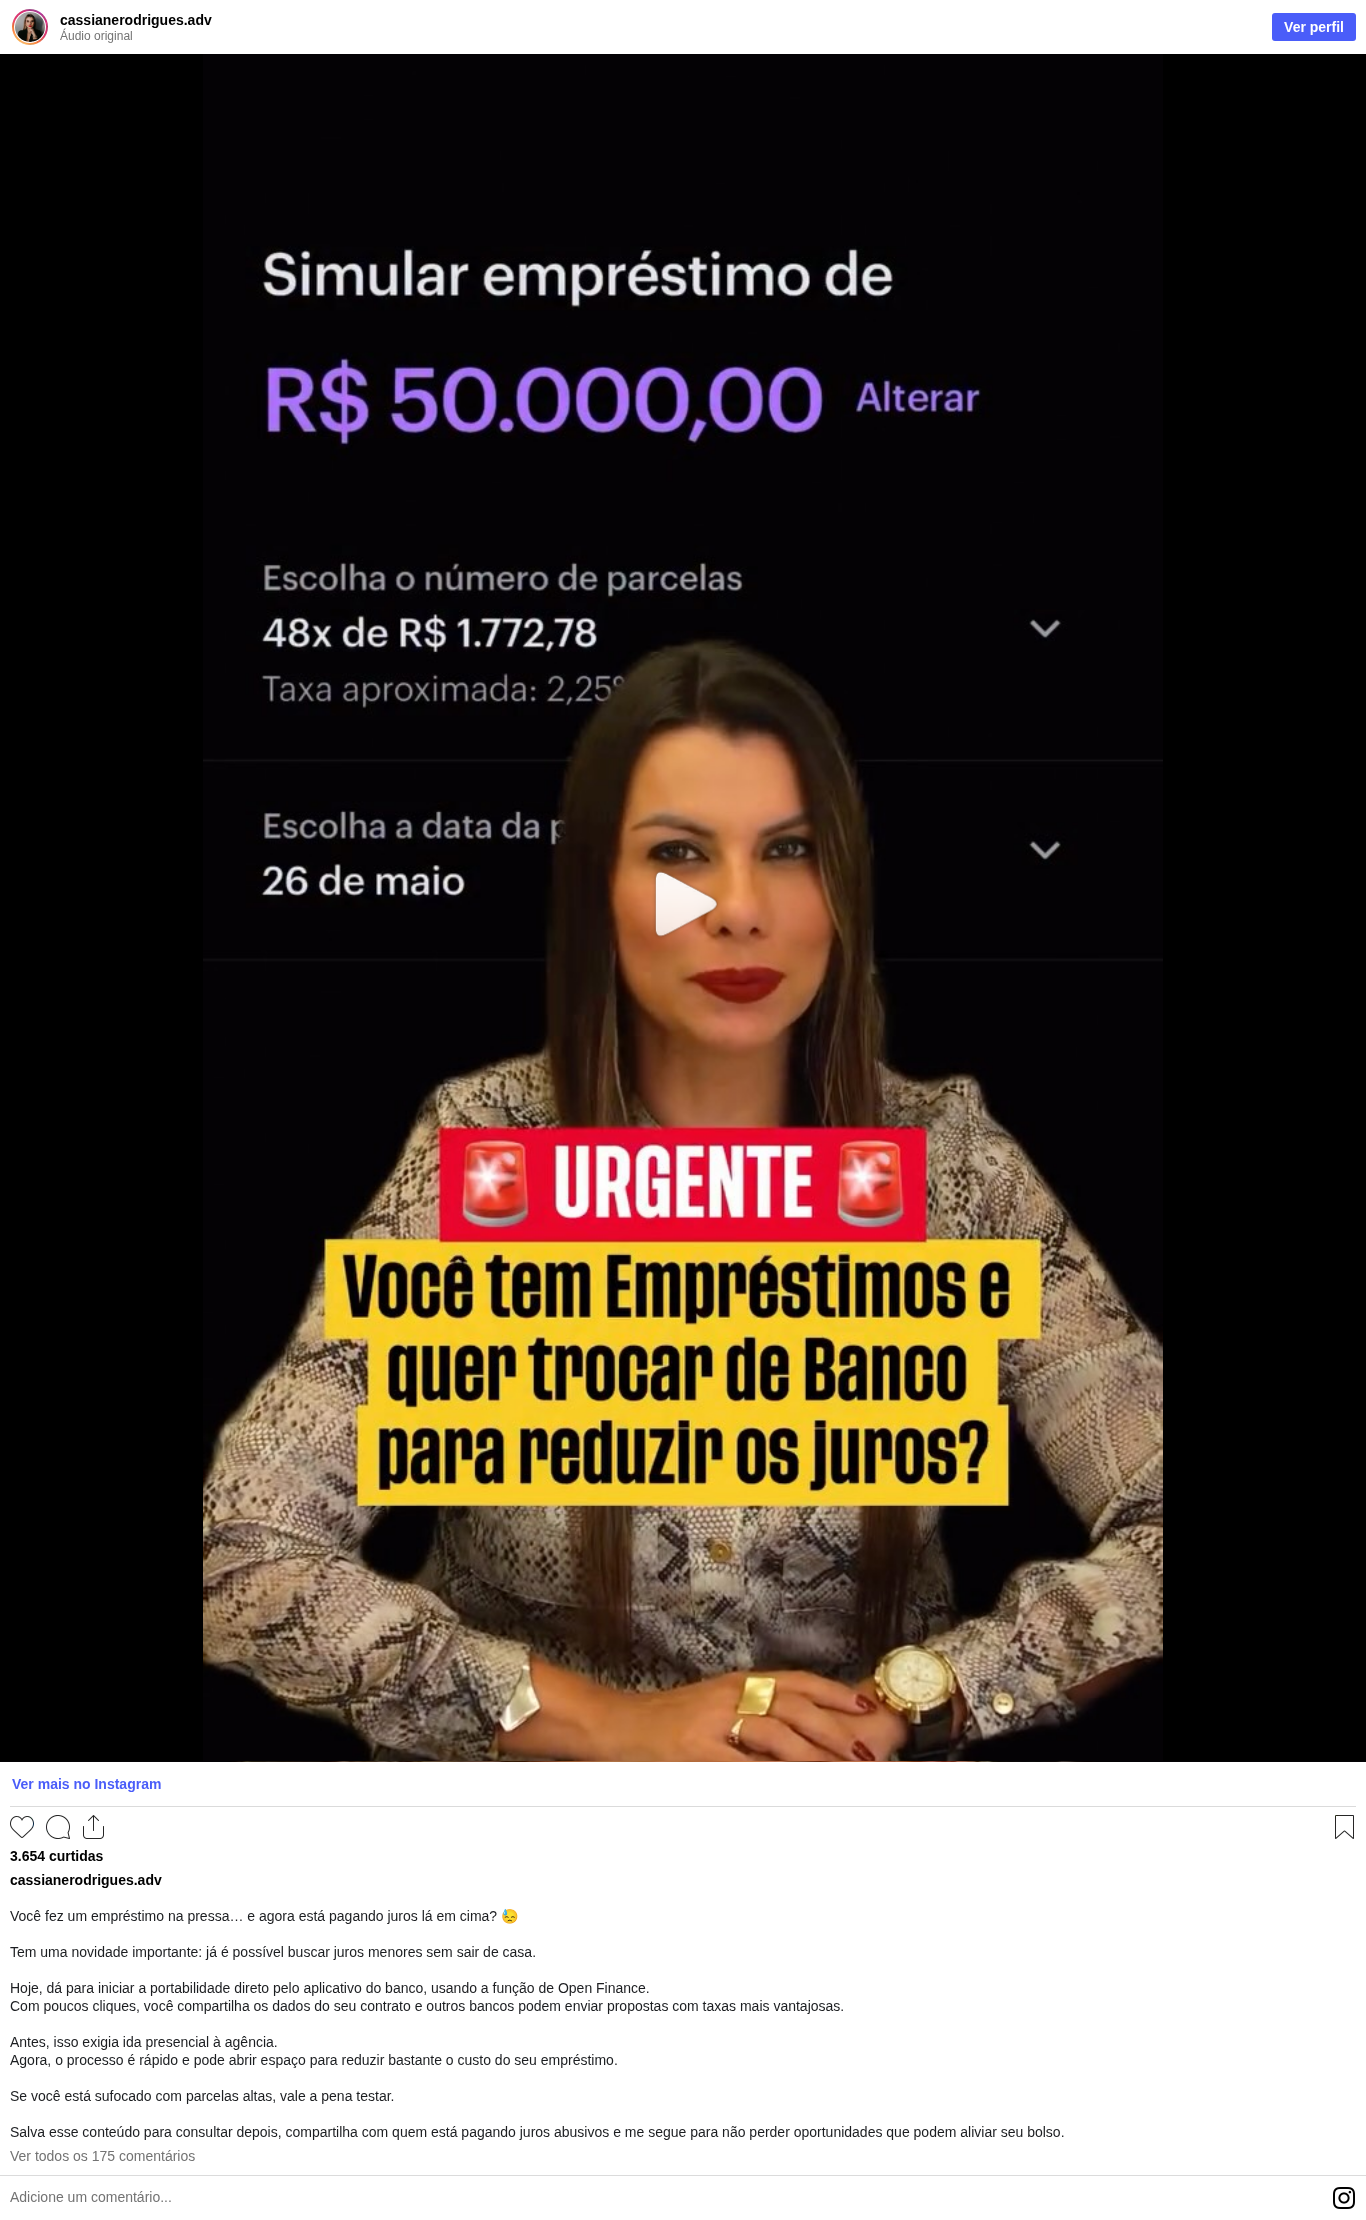 cassianerodrigues.adv
Áudio original
Ver perfil
Simular empréstimo de
R$ 50.000,00 Alterar
Escolha o número de parcelas
48x de R$ 1.772,78
Taxa aproximada: 2,25
Escolha a data da
26 de maio
🚨 URGENTE 🚨
Você tem Empréstimos e
quer trocar de Banco
para reduzir os juros?
Ver mais no Instagram
3.654 curtidas
cassianerodrigues.adv
Você fez um empréstimo na pressa… e agora está pagando juros lá em cima? 😓
Tem uma novidade importante: já é possível buscar juros menores sem sair de casa.
Hoje, dá para iniciar a portabilidade direto pelo aplicativo do banco, usando a função de Open Finance.
Com poucos cliques, você compartilha os dados do seu contrato e outros bancos podem enviar propostas com taxas mais vantajosas.
Antes, isso exigia ida presencial à agência.
Agora, o processo é rápido e pode abrir espaço para reduzir bastante o custo do seu empréstimo.
Se você está sufocado com parcelas altas, vale a pena testar.
Salva esse conteúdo para consultar depois, compartilha com quem está pagando juros abusivos e me segue para não perder oportunidades que podem aliviar seu bolso.
Ver todos os 175 comentários
Adicione um comentário...